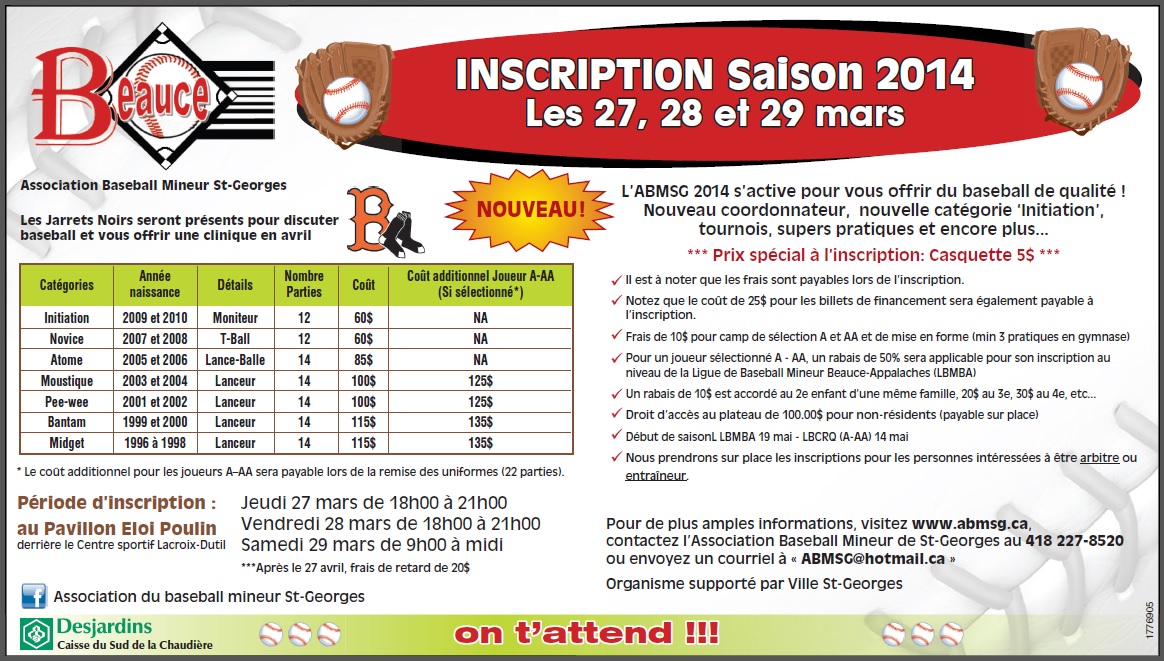 Beauce
INSCRIPTION Saison 2014
Les 27, 28 et 29 mars
Association Baseball Mineur St-Georges
Les Jarrets Noirs seront présents pour discuter
baseball et vous offrir une clinique en avril
B
NOUVEAU!
L'ABMSG 2014 s'active pour vous offrir du baseball de qualité !
Nouveau coordonnateur, nouvelle catégorie 'Initiation',
tournois, supers pratiques et encore plus...
*** Prix spécial à l'inscription: Casquette 5$ ***
Catégories Année naissance Détails Nombre Parties Coût Coût additionnel Joueur A-AA (Si sélectionné*)
Initiation 2009 et 2010 Moniteur 12 60$ NA
Novice 2007 et 2008 T-Ball 12 60$ NA
Atome 2005 et 2006 Lance-Balle 14 85$ NA
Moustique 2003 et 2004 Lanceur 14 100$ 125$
Pee-wee 2001 et 2002 Lanceur 14 100$ 125$
Bantam 1999 et 2000 Lanceur 14 115$ 135$
Midget 1996 à 1998 Lanceur 14 115$ 135$
* Le coût additionnel pour les joueurs A–AA sera payable lors de la remise des uniformes (22 parties).
✓ Il est à noter que les frais sont payables lors de l'inscription.
✓ Notez que le coût de 25$ pour les billets de financement sera également payable à
l'inscription.
✓ Frais de 10$ pour camp de sélection A et AA et de mise en forme (min 3 pratiques en gymnase)
✓ Pour un joueur sélectionné A - AA, un rabais de 50% sera applicable pour son inscription au
niveau de la Ligue de Baseball Mineur Beauce-Appalaches (LBMBA)
✓ Un rabais de 10$ est accordé au 2e enfant d'une même famille, 20$ au 3e, 30$ au 4e, etc...
✓ Droit d'accès au plateau de 100.00$ pour non-résidents (payable sur place)
✓ Début de saisonL LBMBA 19 mai - LBCRQ (A-AA) 14 mai
✓ Nous prendrons sur place les inscriptions pour les personnes intéressées à être arbitre ou
entraîneur.
Période d'inscription :
au Pavillon Eloi Poulin
derrière le Centre sportif Lacroix-Dutil
Jeudi 27 mars de 18h00 à 21h00
Vendredi 28 mars de 18h00 à 21h00
Samedi 29 mars de 9h00 à midi
***Après le 27 avril, frais de retard de 20$
Pour de plus amples informations, visitez www.abmsg.ca,
contactez l'Association Baseball Mineur de St-Georges au 418 227-8520
ou envoyez un courriel à « ABMSG@hotmail.ca »
Organisme supporté par Ville St-Georges
f Association du baseball mineur St-Georges
Desjardins
Caisse du Sud de la Chaudière
on t'attend !!!
1776905